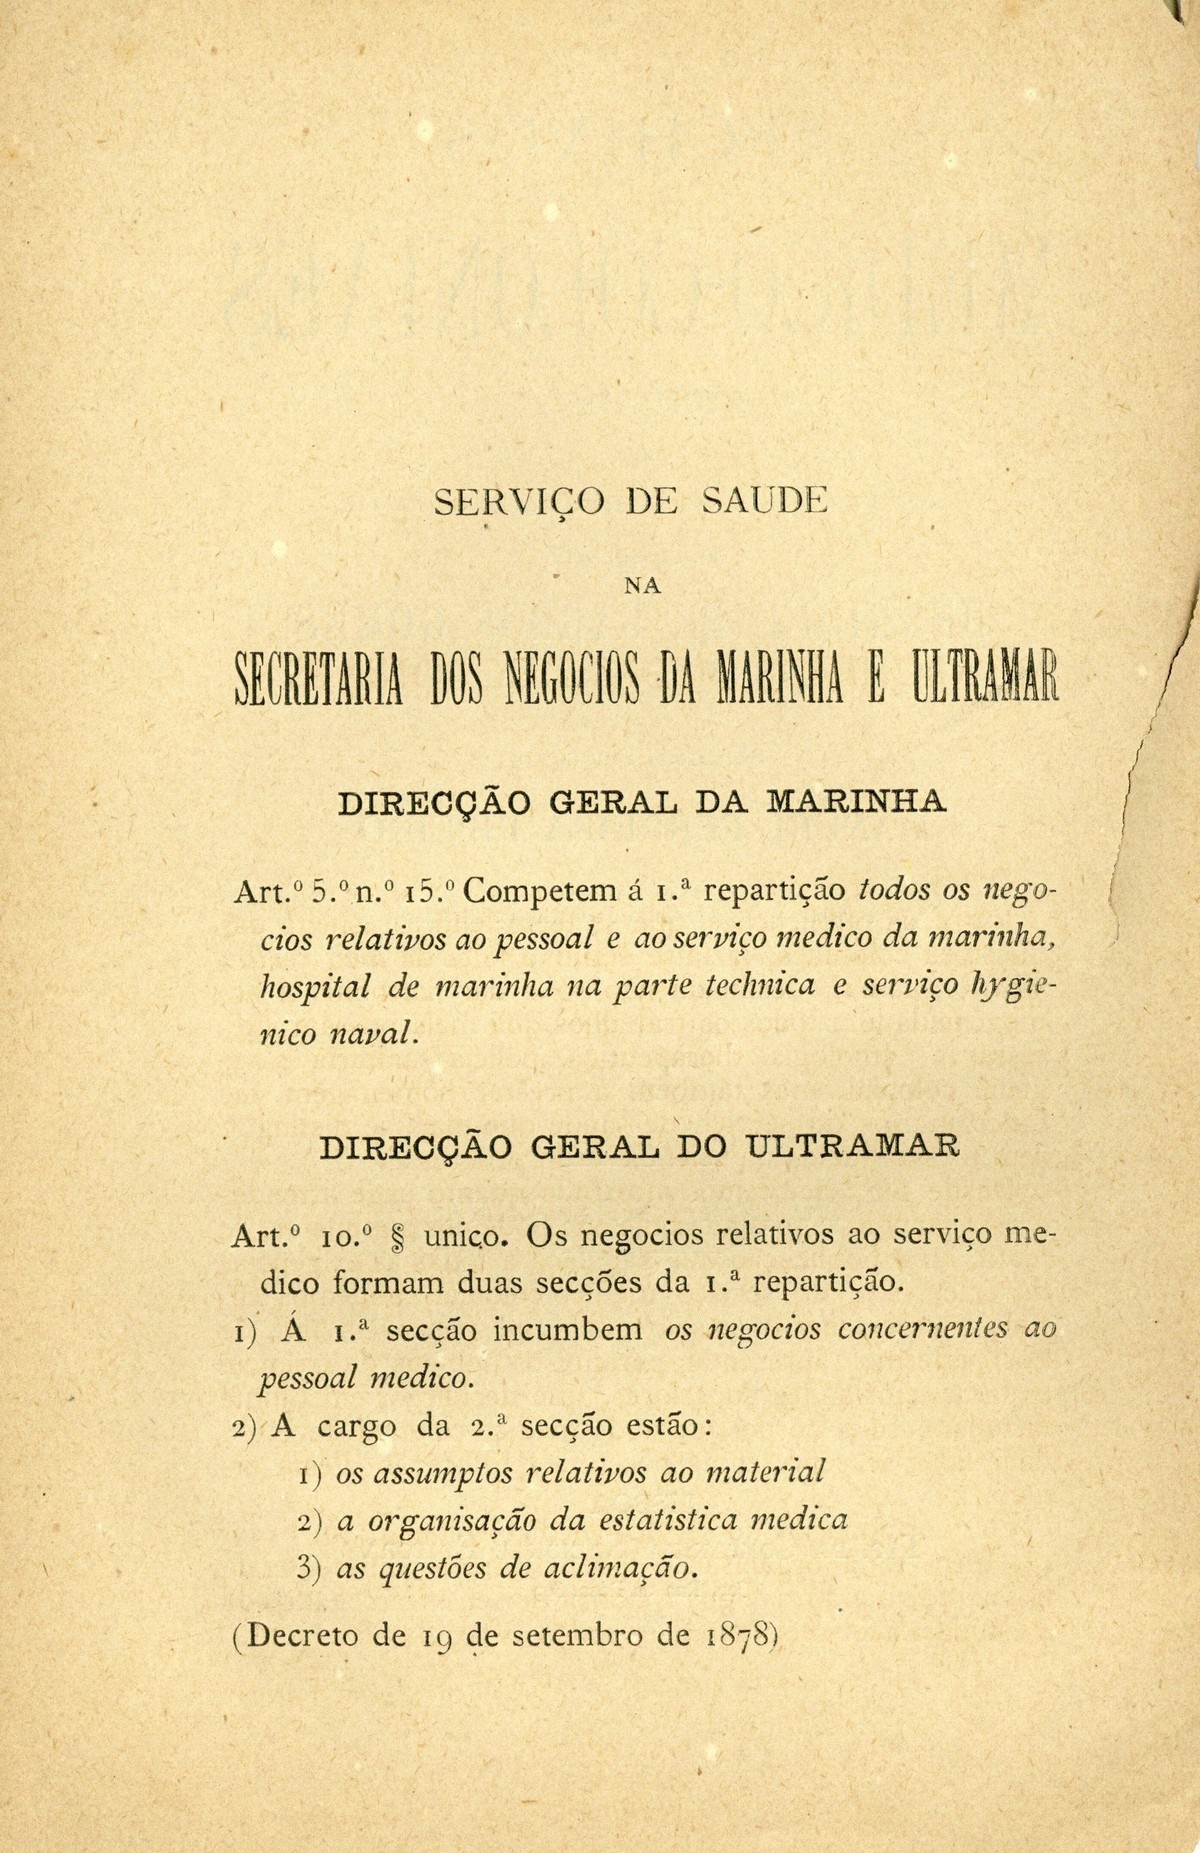 SERVIÇO DE SAUDE
NA
SECRETARIA DOS NEGOCIOS DA MARINHA E ULTRAMAR
DIRECÇÃO GERAL DA MARINHA
Art.º 5.º n.º 15.º Competem á 1.ª repartição todos os nego-
cios relativos ao pessoal e ao serviço medico da marinha,
hospital de marinha na parte technica e serviço hygie-
nico naval.
DIRECÇÃO GERAL DO ULTRAMAR
Art.º 10.º § unico. Os negocios relativos ao serviço me-
dico formam duas secções da 1.ª repartição.
1) Á 1.ª secção incumbem os negocios concernentes ao
pessoal medico.
2) A cargo da 2.ª secção estão:
1) os assumptos relativos ao material
2) a organisação da estatistica medica
3) as questões de aclimação.
(Decreto de 19 de setembro de 1878)